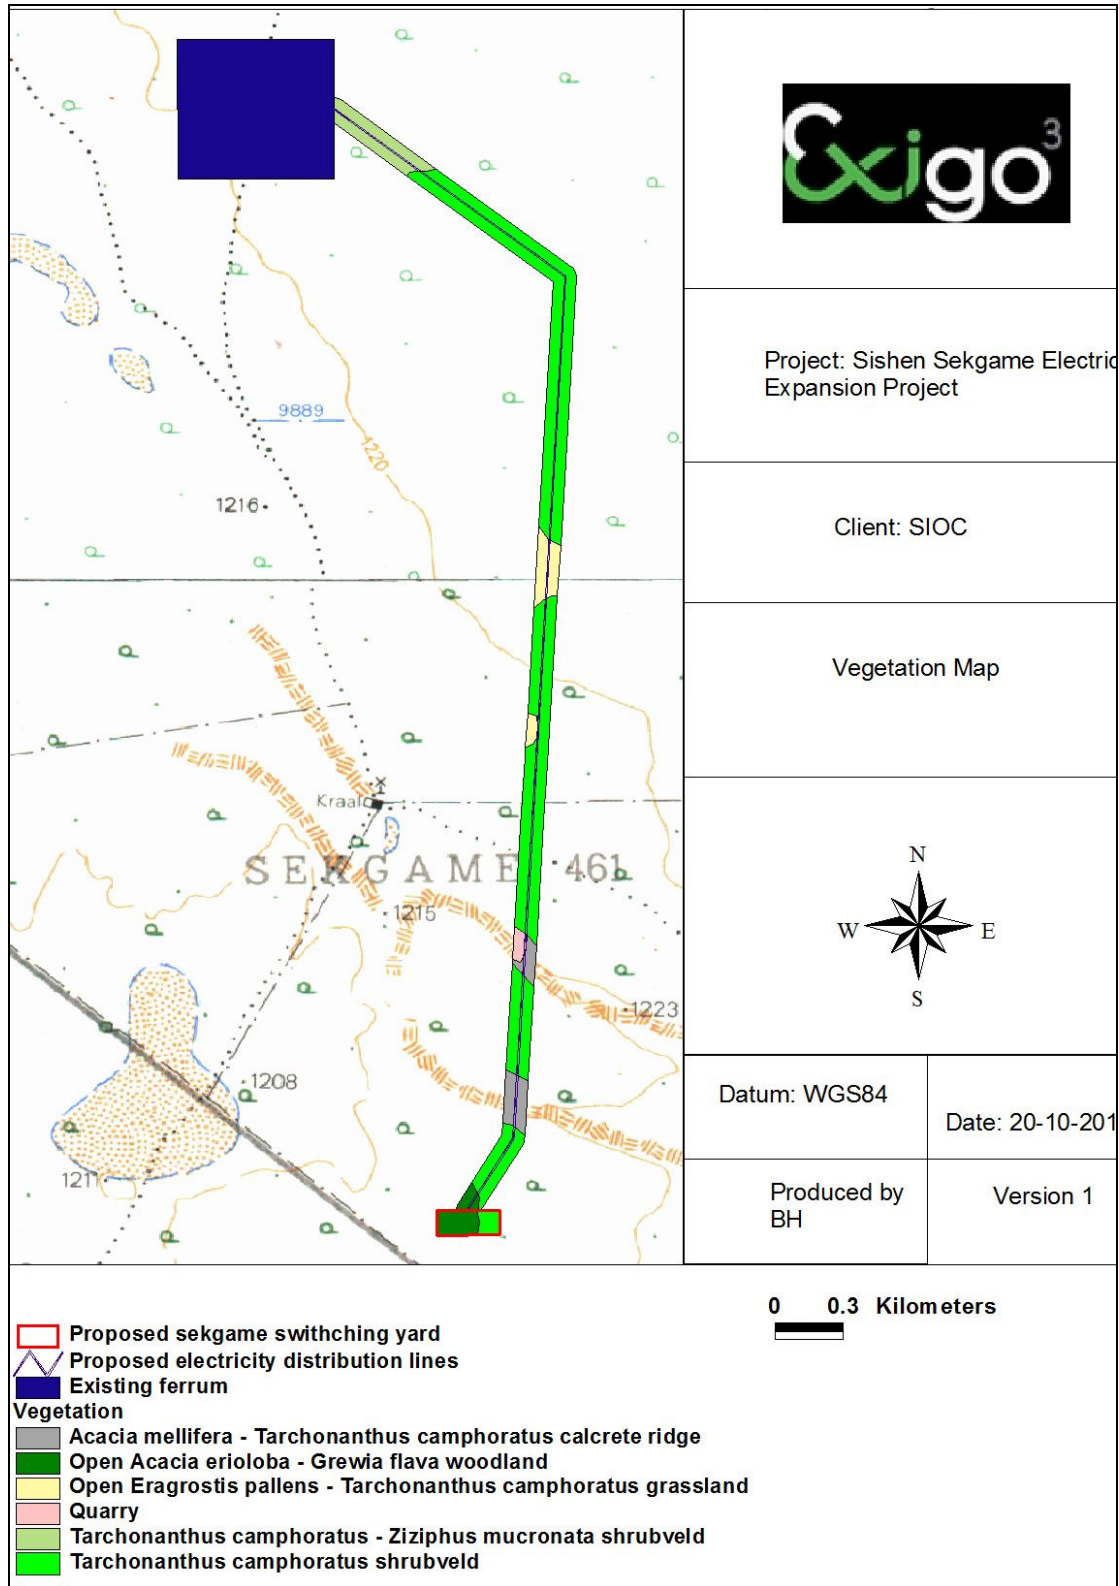 Exigo3
Project: Sishen Sekgame Electric
Expansion Project
Client: SIOC
Vegetation Map
N
W
E
S
Datum: WGS84
Date: 20-10-201
Produced by
BH
Version 1
9889
1220
1216
Kraal
SEKGAME 461
1215
1223
1208
1211
0 0.3 Kilometers
Proposed sekgame swithching yard
Proposed electricity distribution lines
Existing ferrum
Vegetation
Acacia mellifera - Tarchonanthus camphoratus calcrete ridge
Open Acacia erioloba - Grewia flava woodland
Open Eragrostis pallens - Tarchonanthus camphoratus grassland
Quarry
Tarchonanthus camphoratus - Ziziphus mucronata shrubveld
Tarchonanthus camphoratus shrubveld